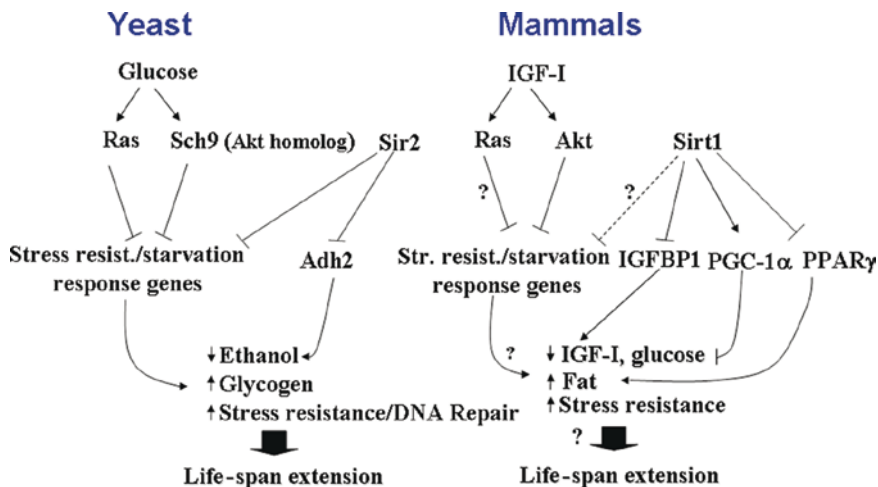 Yeast
Glucose
Ras
Sch9 (Akt homolog)
Sir2
Stress resist./starvation
response genes
Adh2
↓ Ethanol
↑ Glycogen
↑ Stress resistance/DNA Repair
Life-span extension
Mammals
IGF-I
Ras
Akt
Sirt1
?
?
Str. resist./starvation
response genes
IGFBP1
PGC-1α
PPARγ
?
↓ IGF-I, glucose
↑ Fat
↑ Stress resistance
?
Life-span extension